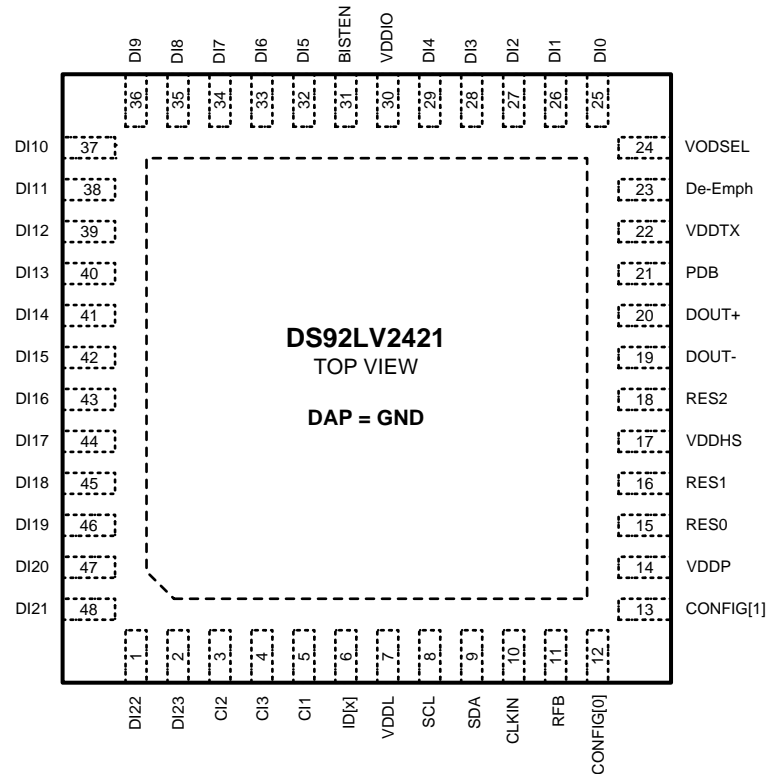 DI9 DI8 DI7 DI6 DI5 BISTEN VDDIO DI4 DI3 DI2 DI1 DI0
36 35 34 33 32 31 30 29 28 27 26 25
DI10 37 24 VODSEL
DI11 38 23 De-Emph
DI12 39 22 VDDTX
DI13 40 21 PDB
DI14 41 20 DOUT+
DS92LV2421
DI15 42 19 DOUT-
TOP VIEW
DI16 43 18 RES2
DAP = GND
DI17 44 17 VDDHS
DI18 45 16 RES1
DI19 46 15 RES0
DI20 47 14 VDDP
DI21 48 13 CONFIG[1]
1 2 3 4 5 6 7 8 9 10 11 12
DI22 DI23 CI2 CI3 CI1 ID[x] VDDL SCL SDA CLKIN RFB CONFIG[0]